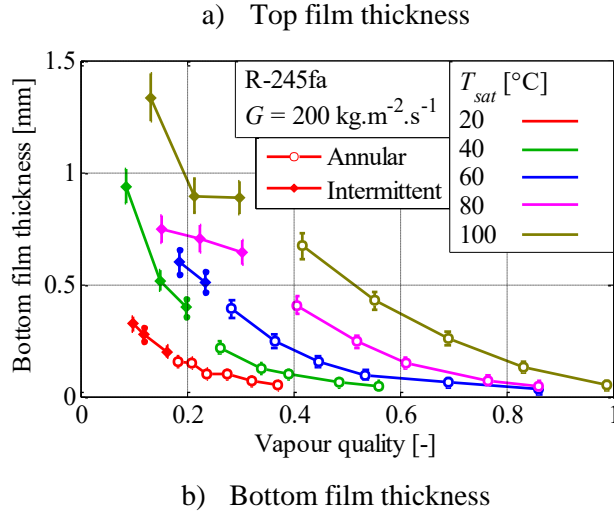 a) Top film thickness
1.5
1
0.5
0
Bottom film thickness [mm]
R-245fa
G = 200 kg.m-2.s-1
Annular
Intermittent
Tsat [°C]
20
40
60
80
100
0
0.2
0.4
0.6
0.8
1
Vapour quality [-]
b) Bottom film thickness